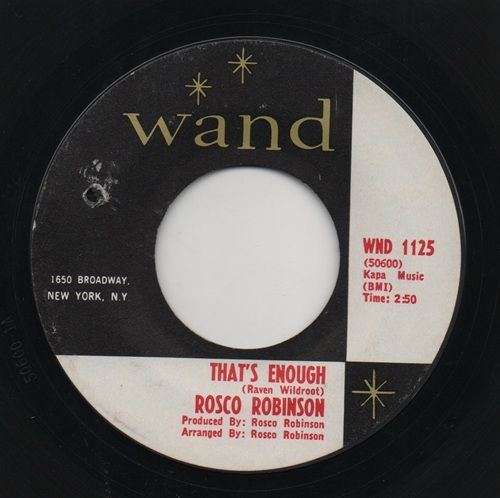 wand
WND 1125
(50600)
Kapa Music
(BMI)
Time: 2:50
1650 BROADWAY.
NEW YORK, N.Y
THAT'S ENOUGH
(Raven Wildroot)
ROSCO ROBINSON
Produced By: Rosco Robinson
Arranged By: Rosco Robinson